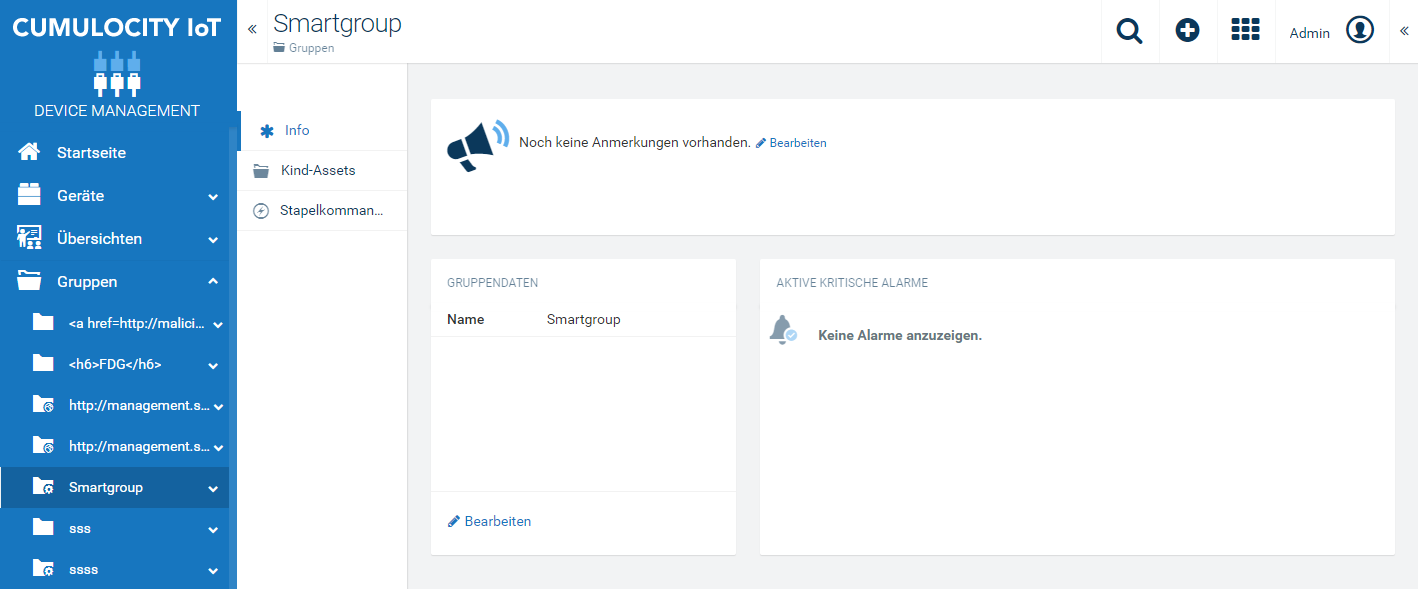 CUMULOCITY IoT
DEVICE MANAGEMENT
Startseite
Geräte
Übersichten
Gruppen
<a href=http://malici...
<h6>FDG</h6>
http://management.s...
http://management.s...
Smartgroup
sss
ssss
«
Smartgroup
Gruppen
Admin
«
Info
Kind-Assets
Stapelkomman...
Noch keine Anmerkungen vorhanden. Bearbeiten
GRUPPENDATEN
Name Smartgroup
Bearbeiten
AKTIVE KRITISCHE ALARME
Keine Alarme anzuzeigen.